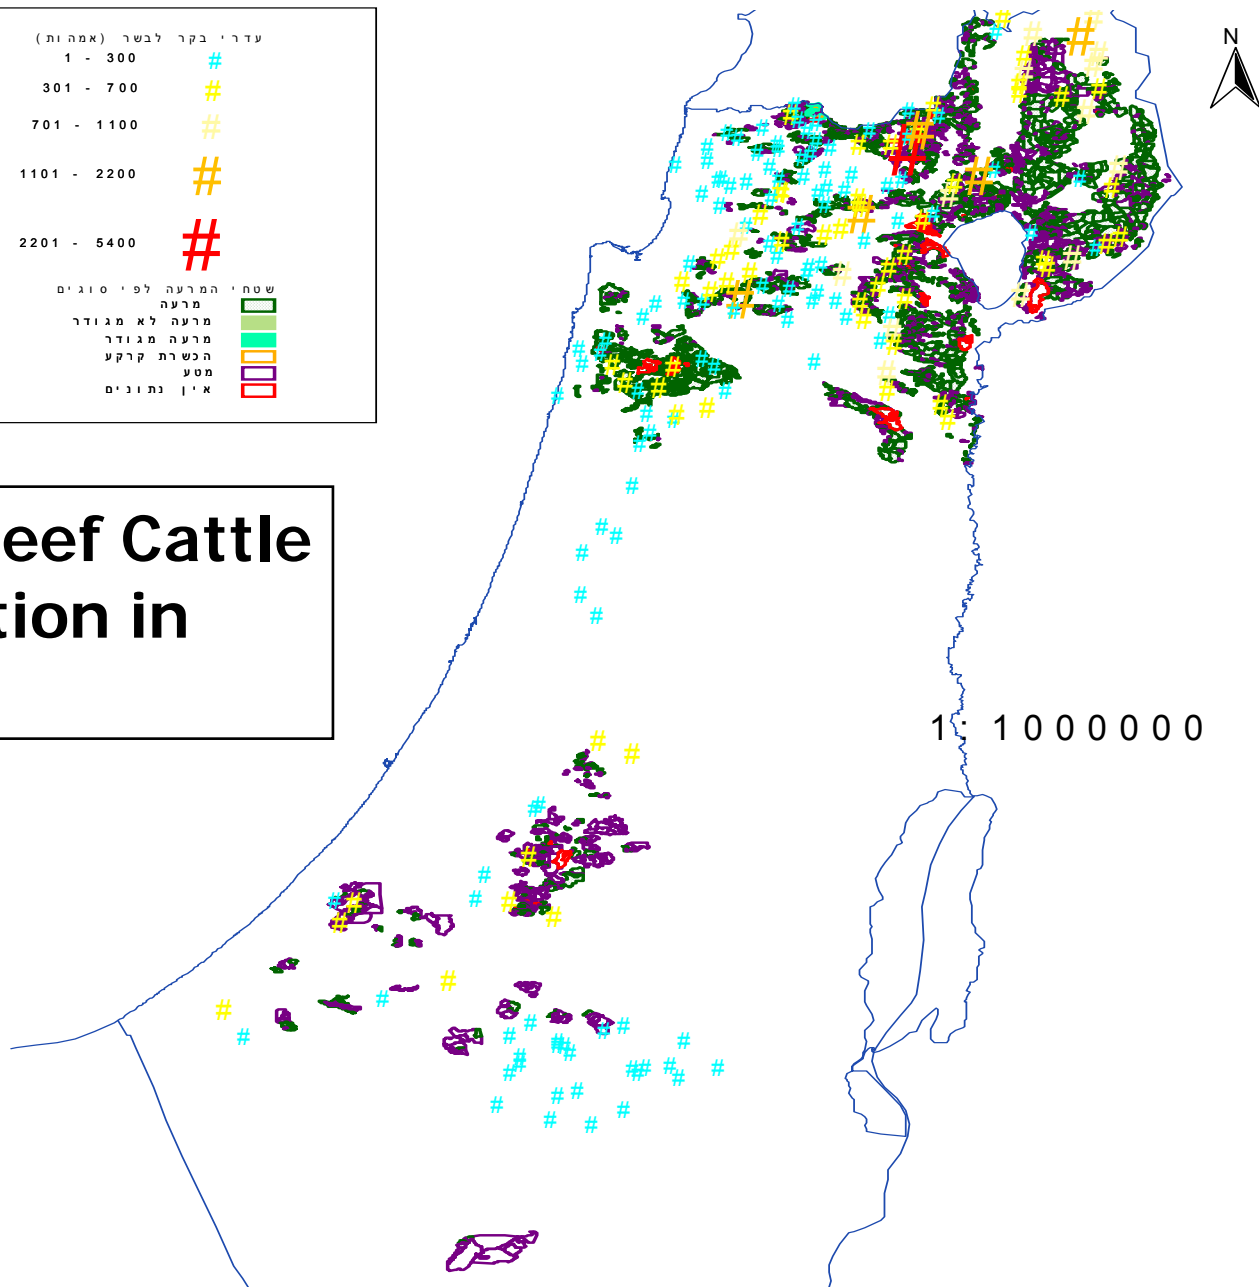 עדרי בקר לבשר (אמהות)
1 - 300
301 - 700
701 - 1100
1101 - 2200
2201 - 5400
שטחי המרעה לפי סוגים
מרעה
מרעה לא מגודר
מרעה מגודר
הכשרת קרקע
מטע
אין נתונים
N
eef Cattle
tion in
1: 1000000